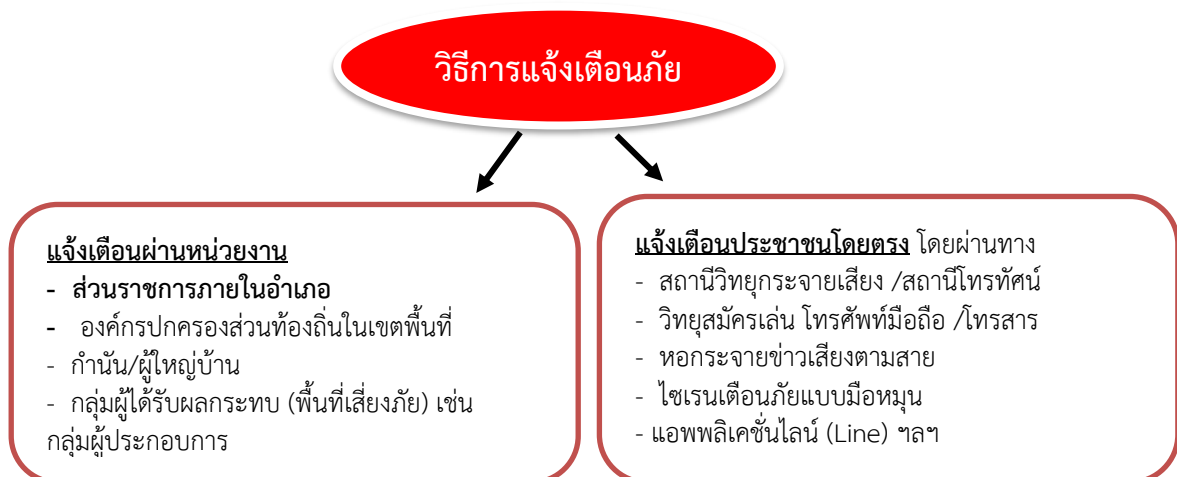 วิธีการแจ้งเตือนภัย
แจ้งเตือนผ่านหน่วยงาน
- ส่วนราชการภายในอำเภอ
- องค์กรปกครองส่วนท้องถิ่นในเขตพื้นที่
- กำนัน/ผู้ใหญ่บ้าน
- กลุ่มผู้ได้รับผลกระทบ (พื้นที่เสี่ยงภัย) เช่น
กลุ่มผู้ประกอบการ
แจ้งเตือนประชาชนโดยตรง โดยผ่านทาง
- สถานีวิทยุกระจายเสียง /สถานีโทรทัศน์
- วิทยุสมัครเล่น โทรศัพท์มือถือ /โทรสาร
- หอกระจายข่าวเสียงตามสาย
- ไซเรนเตือนภัยแบบมือหมุน
- แอพพลิเคชั่นไลน์ (Line) ฯลฯ